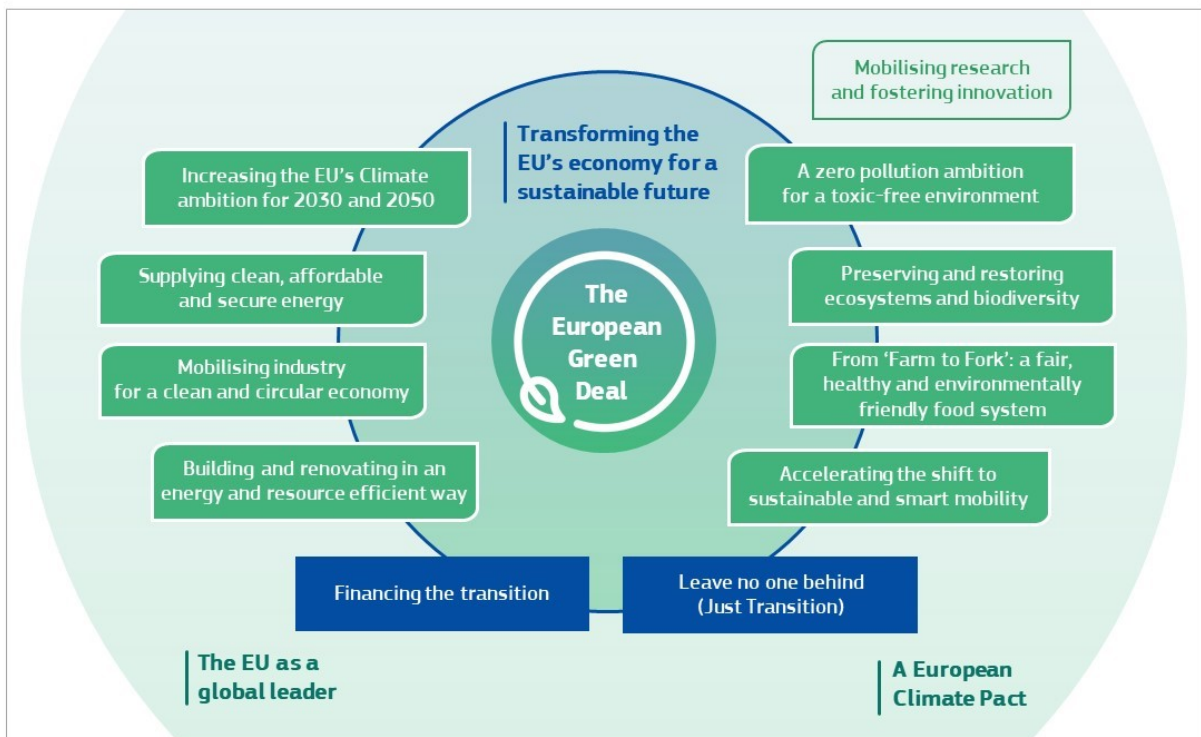 Mobilising research
and fostering innovation
Transforming the
EU's economy for a
sustainable future
Increasing the EU's Climate
ambition for 2030 and 2050
A zero pollution ambition
for a toxic-free environment
Supplying clean, affordable
and secure energy
Preserving and restoring
ecosystems and biodiversity
The
European
Green
Deal
Mobilising industry
for a clean and circular economy
From ‘Farm to Fork’: a fair,
healthy and environmentally
friendly food system
Building and renovating in an
energy and resource efficient way
Accelerating the shift to
sustainable and smart mobility
Financing the transition
Leave no one behind
(Just Transition)
The EU as a
global leader
A European
Climate Pact